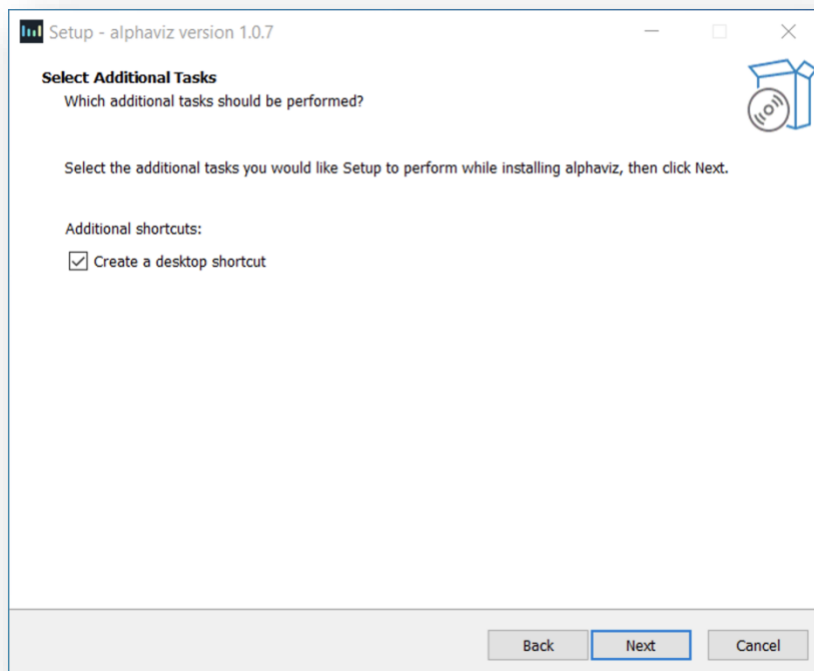 Setup - alphaviz version 1.0.7
Select Additional Tasks
Which additional tasks should be performed?
Select the additional tasks you would like Setup to perform while installing alphaviz, then click Next.
Additional shortcuts:
Create a desktop shortcut
Back
Next
Cancel